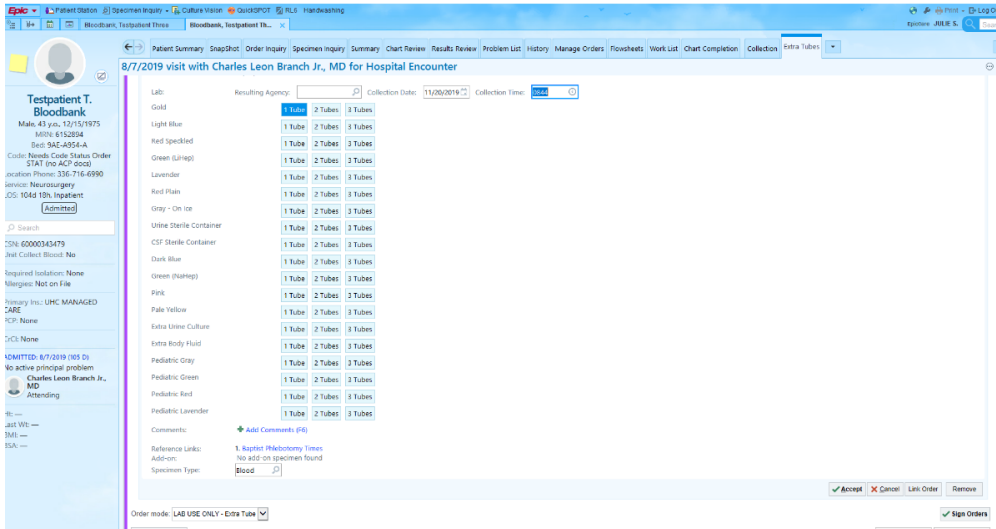 Epic Patient Station Specimen Inquiry Culture Vision QuickSPOT RL6 Handwashing Print Log O
Bloodbank, Testpatient Three Bloodbank, Testpatient Th... × Epicture JULIE S. Sear
Patient Summary SnapShot Order Inquiry Specimen Inquiry Summary Chart Review Results Review Problem List History Manage Orders Flowsheets Work List Chart Completion Collection Extra Tubes
8/7/2019 visit with Charles Leon Branch Jr., MD for Hospital Encounter
Testpatient T.
Bloodbank
Male, 43 y.o., 12/15/1975
MRN: 6152894
Bed: 9AE-A954-A
Code: Needs Code Status Order
STAT (no ACP docs)
Location Phone: 336-716-6990
Service: Neurosurgery
LOS: 104d 18h, Inpatient
Admitted
Search
CSN: 60000343479
Unit Collect Blood: No
Required Isolation: None
Allergies: Not on File
Primary Ins.: UHC MANAGED
CARE
PCP: None
CrCl: None
ADMITTED: 8/7/2019 (105 D)
No active principal problem
Charles Leon Branch Jr.,
MD
Attending
Ht: —
Last Wt: —
BMI: —
BSA: —
Lab: Resulting Agency: Collection Date: 11/20/2019 Collection Time: 0844
Gold 1 Tube 2 Tubes 3 Tubes
Light Blue 1 Tube 2 Tubes 3 Tubes
Red Speckled 1 Tube 2 Tubes 3 Tubes
Green (LiHep) 1 Tube 2 Tubes 3 Tubes
Lavender 1 Tube 2 Tubes 3 Tubes
Red Plain 1 Tube 2 Tubes 3 Tubes
Gray - On Ice 1 Tube 2 Tubes 3 Tubes
Urine Sterile Container 1 Tube 2 Tubes 3 Tubes
CSF Sterile Container 1 Tube 2 Tubes 3 Tubes
Dark Blue 1 Tube 2 Tubes 3 Tubes
Green (NaHep) 1 Tube 2 Tubes 3 Tubes
Pink 1 Tube 2 Tubes 3 Tubes
Pale Yellow 1 Tube 2 Tubes 3 Tubes
Extra Urine Culture 1 Tube 2 Tubes 3 Tubes
Extra Body Fluid 1 Tube 2 Tubes 3 Tubes
Pediatric Gray 1 Tube 2 Tubes 3 Tubes
Pediatric Green 1 Tube 2 Tubes 3 Tubes
Pediatric Red 1 Tube 2 Tubes 3 Tubes
Pediatric Lavender 1 Tube 2 Tubes 3 Tubes
Comments: Add Comments (F6)
Reference Links: 1. Baptist Phlebotomy Times
Add-on: No add-on specimen found
Specimen Type: Blood
Accept Cancel Link Order Remove
Order mode: LAB USE ONLY - Extra Tube Sign Orders